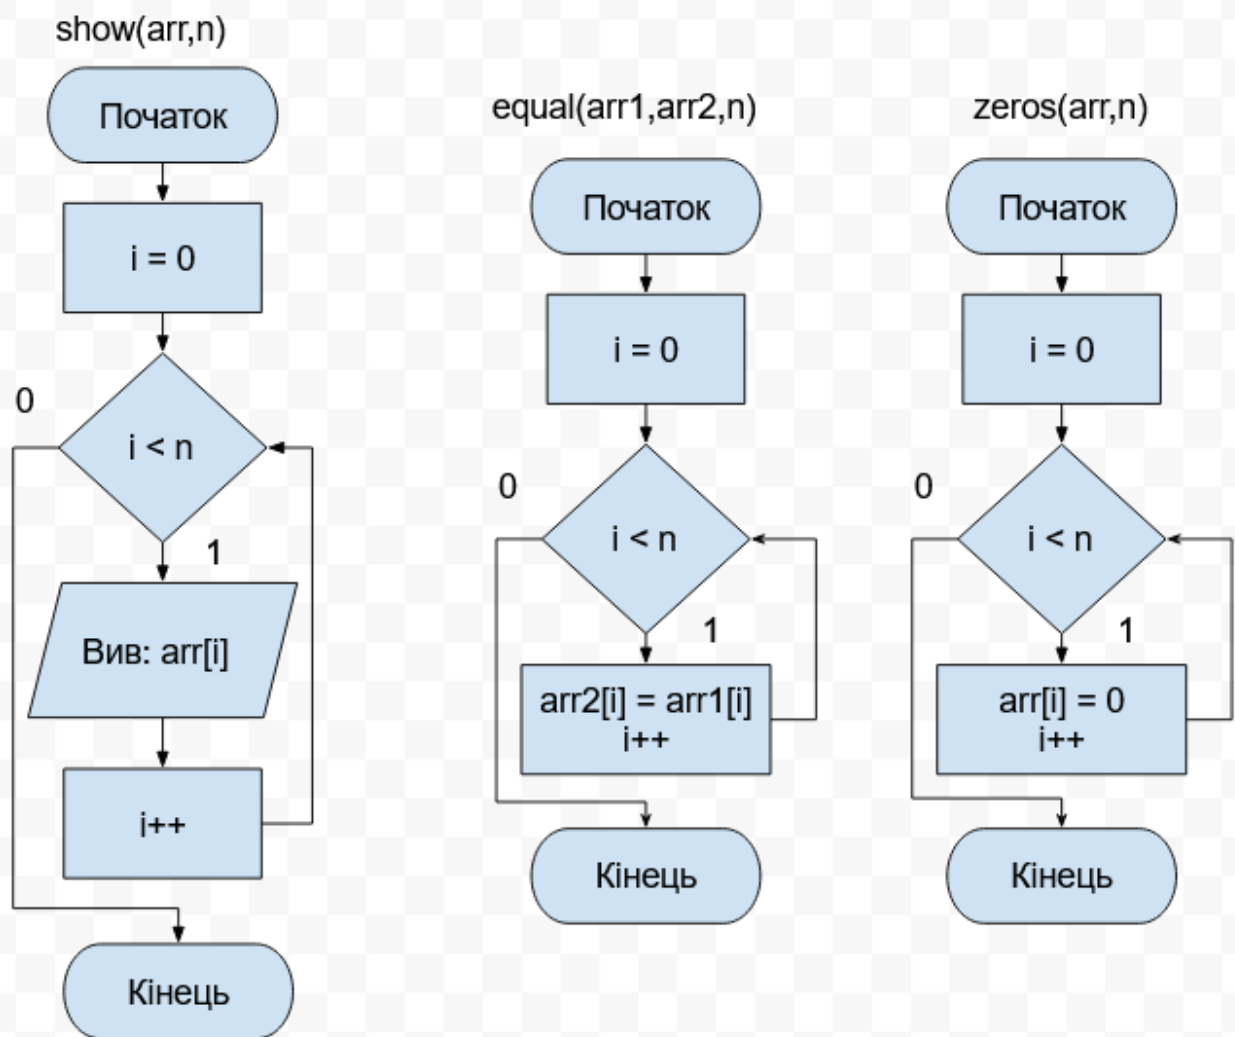 show(arr,n)
Початок
i = 0
0
i < n
1
Вив: arr[i]
i++
Кінець
equal(arr1,arr2,n)
Початок
i = 0
0
i < n
1
arr2[i] = arr1[i]
i++
Кінець
zeros(arr,n)
Початок
i = 0
0
i < n
1
arr[i] = 0
i++
Кінець